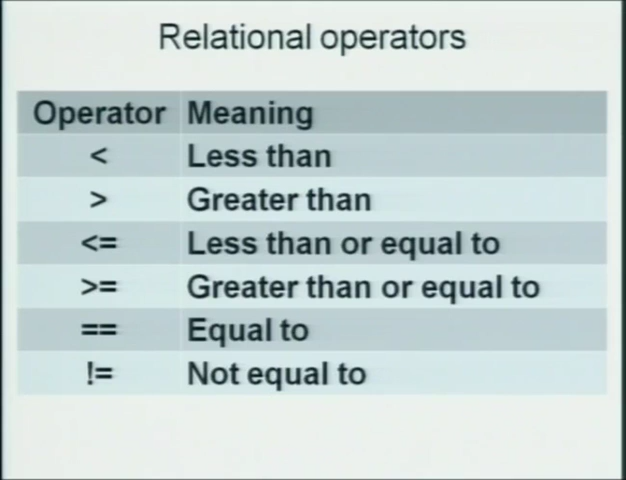 Relational operators
Operator Meaning
< Less than
> Greater than
<= Less than or equal to
>= Greater than or equal to
== Equal to
!= Not equal to